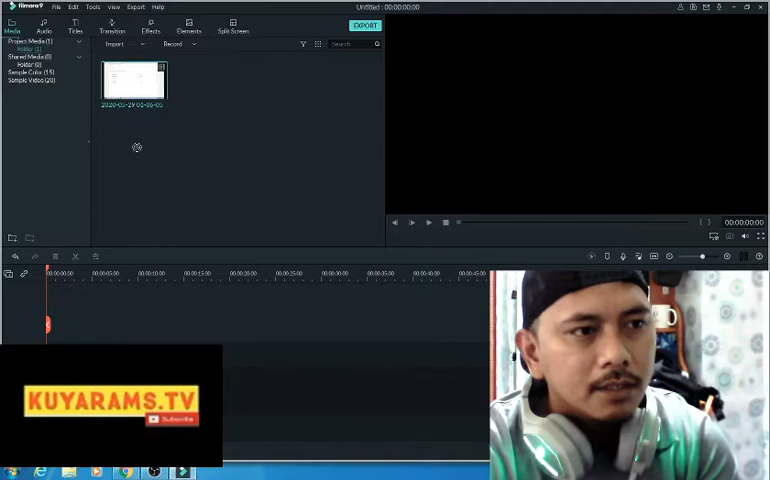 filmora9
File Edit Tools View Export Help
Untitled : 00:00:00:00
Media Audio Titles Transition Effects Elements Split Screen
EXPORT
Project Media (1)
Folder (1)
Shared Media (0)
Folder (0)
Sample Color (15)
Sample Video (20)
Import Record Search
2020-05-29 01-06-05
00:00:00:00
00:00:00:00 00:00:05:00 00:00:10:00 00:00:15:00 00:00:20:00 00:00:25:00 00:00:30:00 00:00:35:00 00:00:40:00 00:00:45:00
KUYARAMS.TV
Subscribe